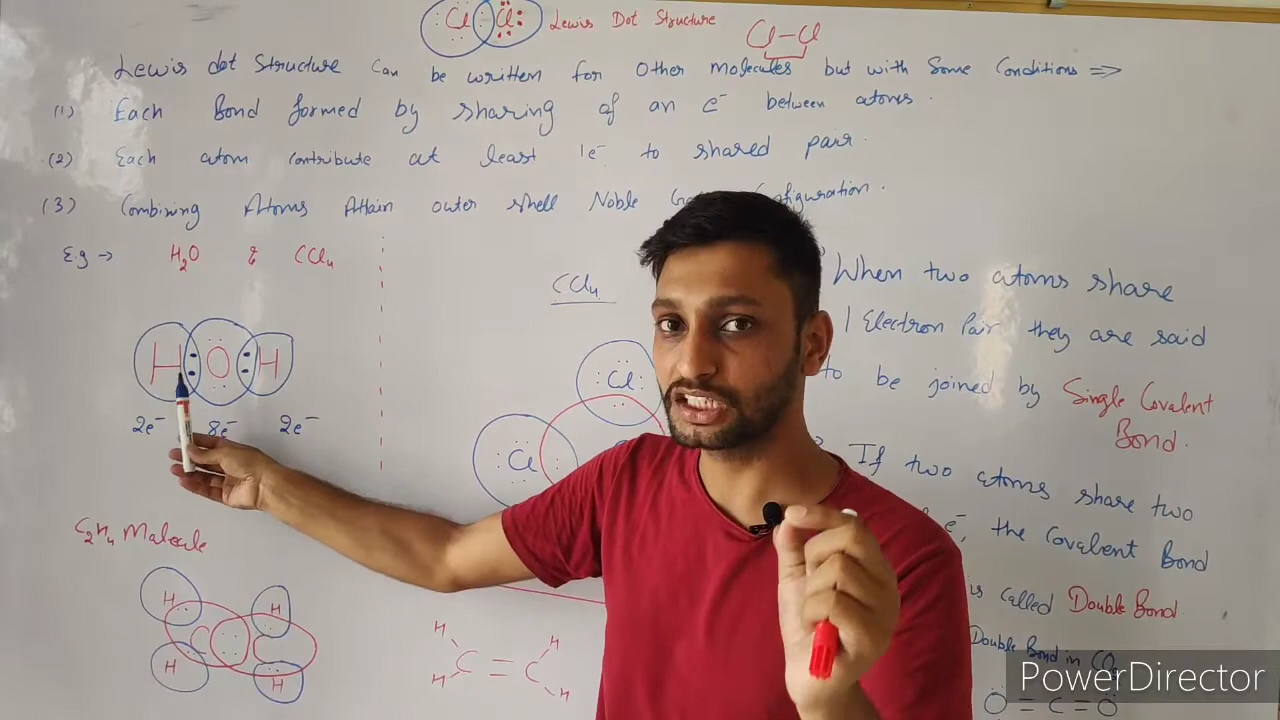 Cl Cl Lewis Dot Structure Cl-Cl
Lewis dot Structure Can be written for Other molecules but with Some Conditions ⇒
(1) Each Bond formed by sharing of an e⁻ between atoms.
(2) Each atom Contribute at least 1e⁻ to shared pair.
(3) Combining Atoms Attain outer shell Noble Configuration.
E.g → H₂O & CCl₄
CCl₄
H O H
2e⁻ 8e⁻ 2e⁻
Cl
Cl
When two atoms share
1 Electron Pair they are said
to be joined by Single Covalent
Bond.
If two atoms share two
e⁻, the Covalent Bond
is called Double Bond.
Double Bond in CO₂
O = C = O
C₂H₄ Molecule
H H
C C
H H
H H
C = C
H H
PowerDirector